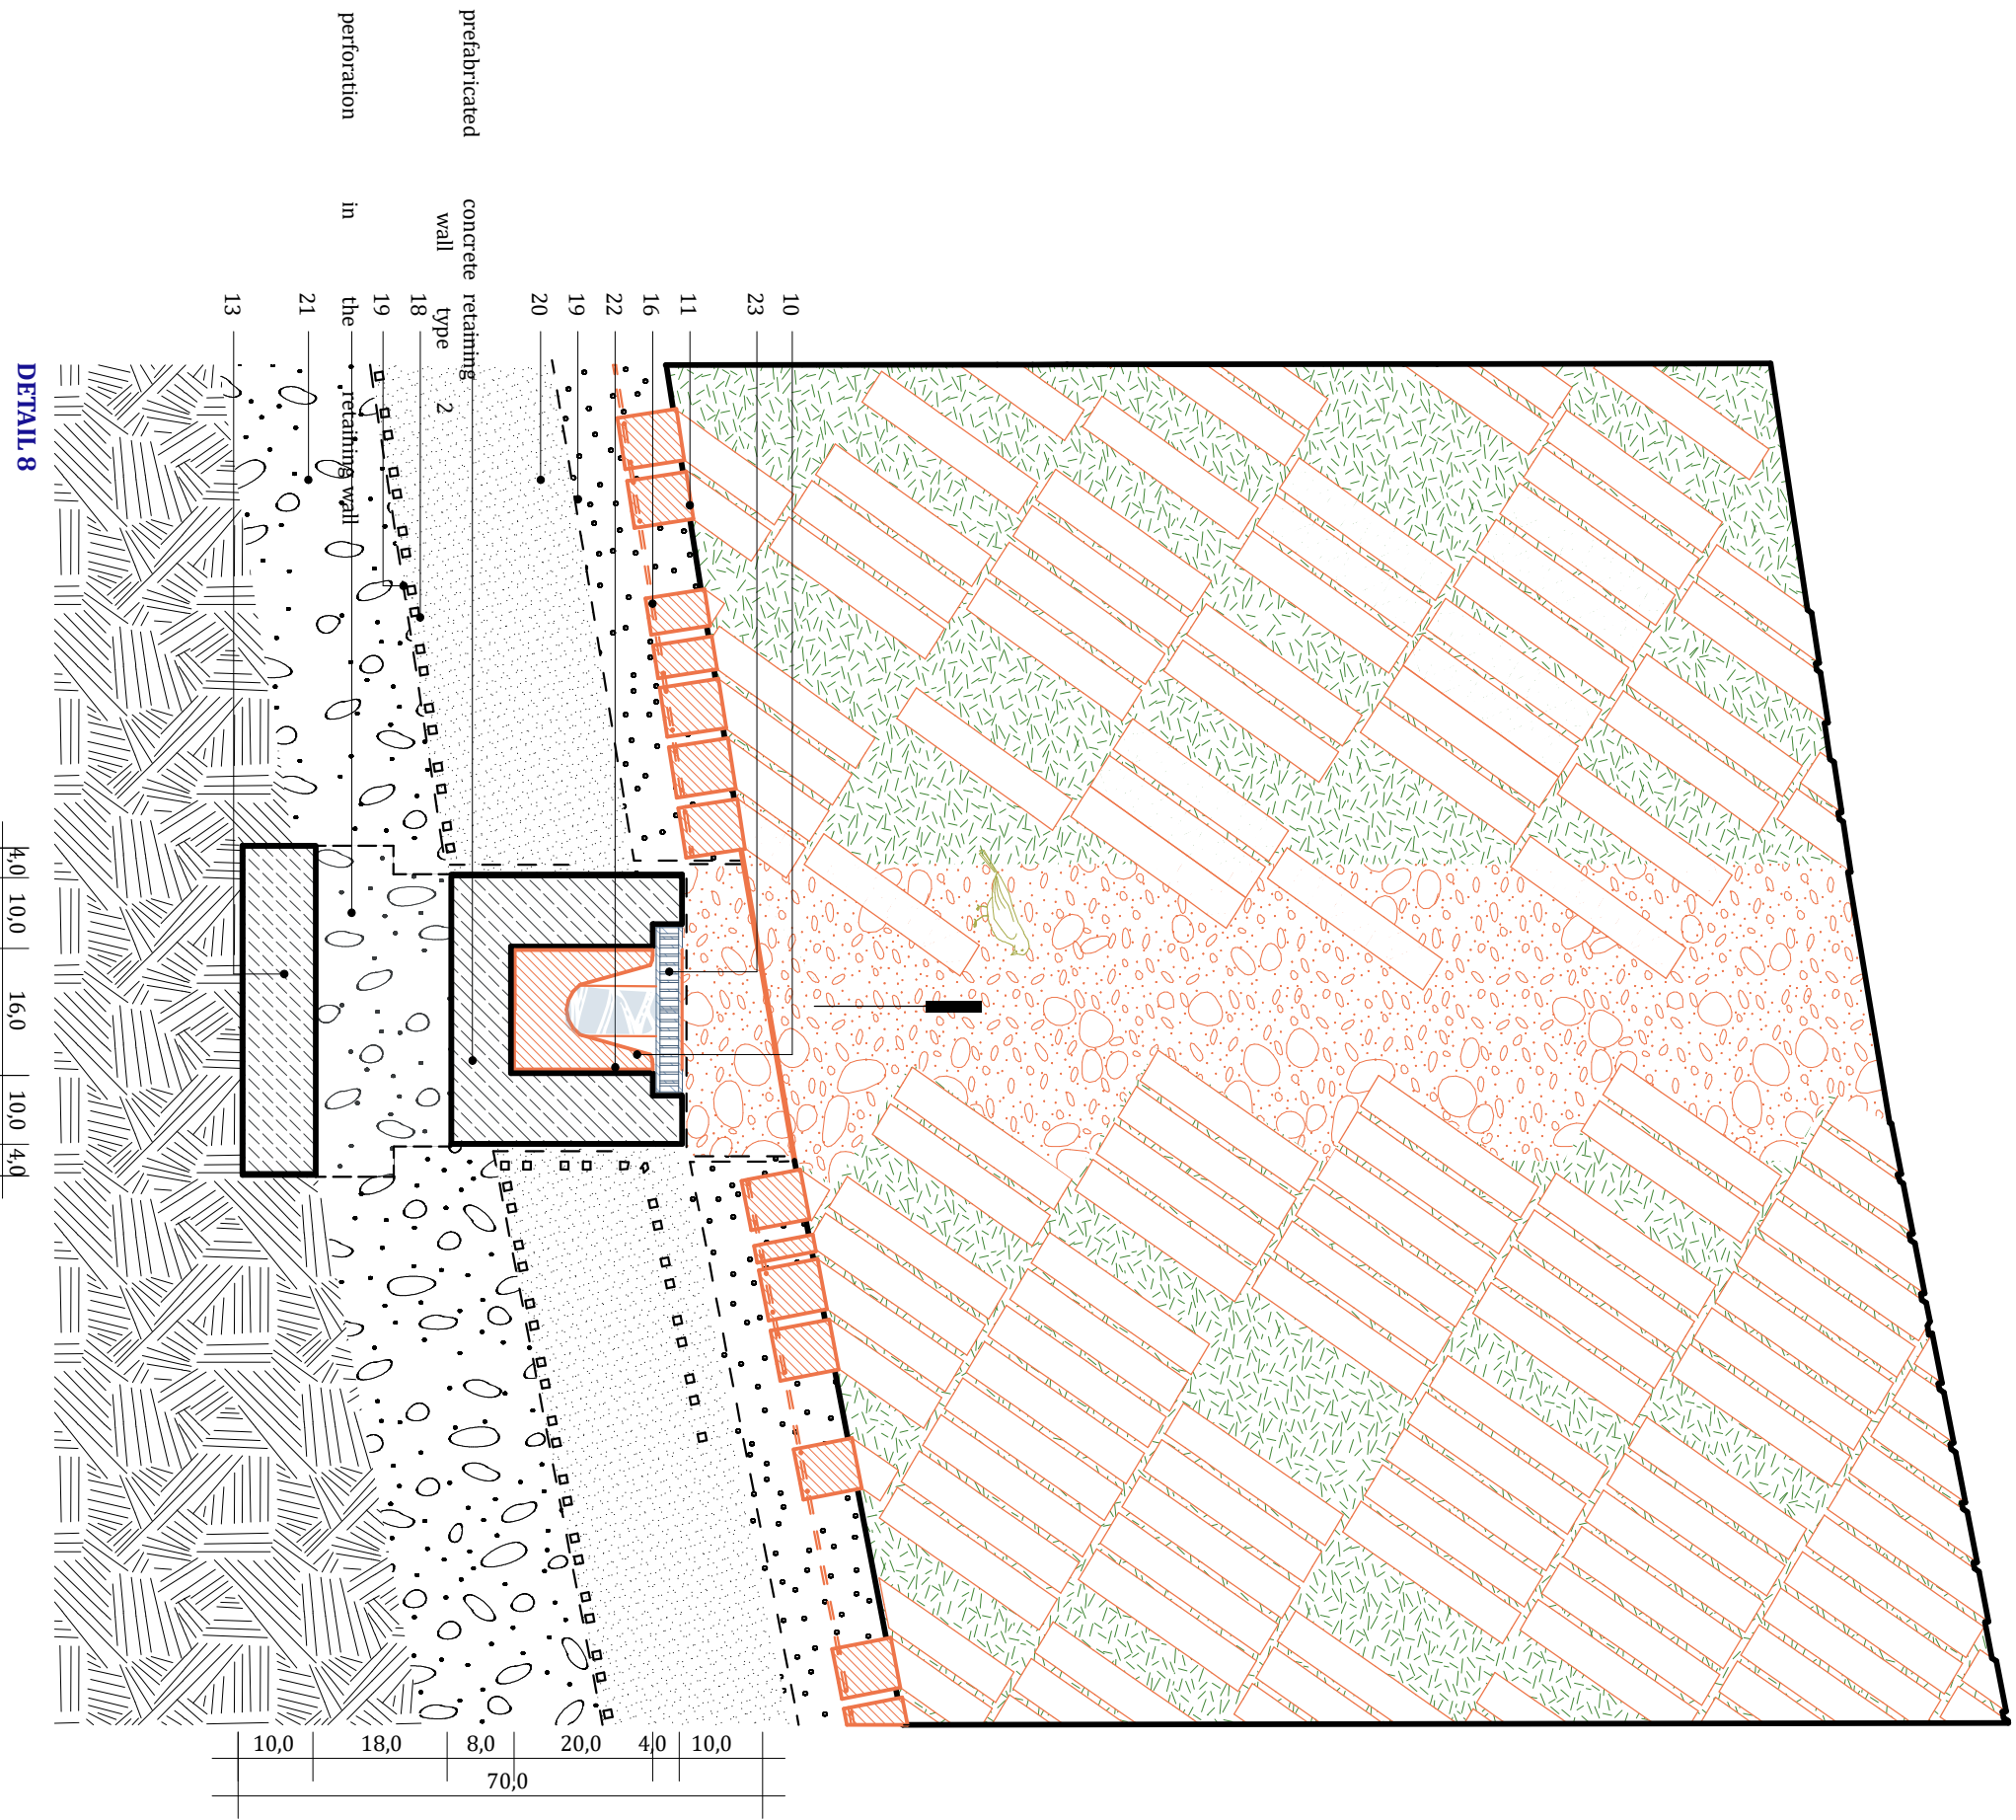 10
23
11
16
22
19
20
prefabricated concrete retaining
wall type 2
18
19
perforation in the retaining wall
21
13
DETAIL 8
4,0 10,0 16,0 10,0 4,0
10,0 18,0 8,0 20,0 4,0 10,0
70,0